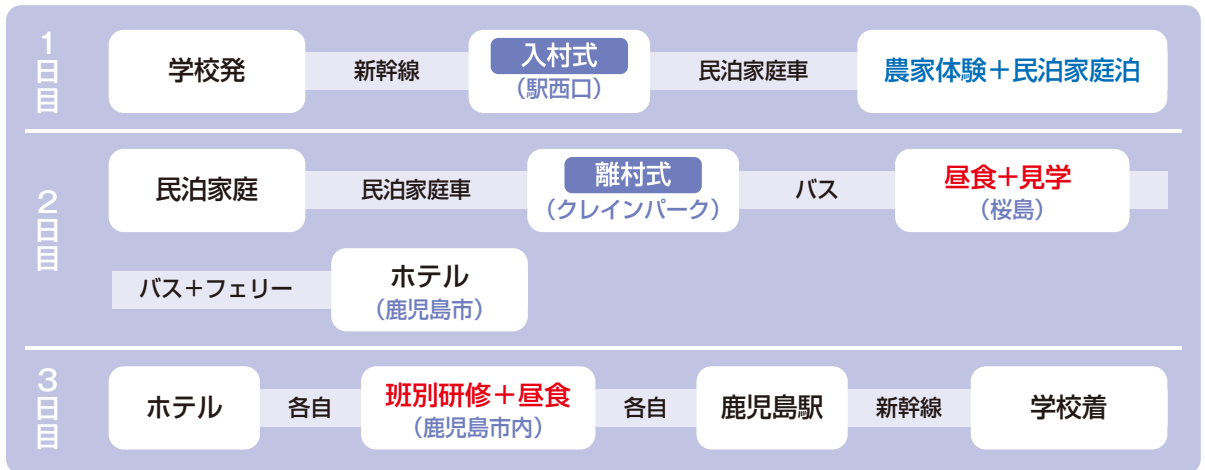 1日目
学校発
新幹線
入村式
（駅西口）
民泊家庭車
農家体験＋民泊家庭泊
2日目
民泊家庭
民泊家庭車
離村式
（クレインパーク）
バス
昼食＋見学
（桜島）
バス＋フェリー
ホテル
（鹿児島市）
3日目
ホテル
各自
班別研修＋昼食
（鹿児島市内）
各自
鹿児島駅
新幹線
学校着